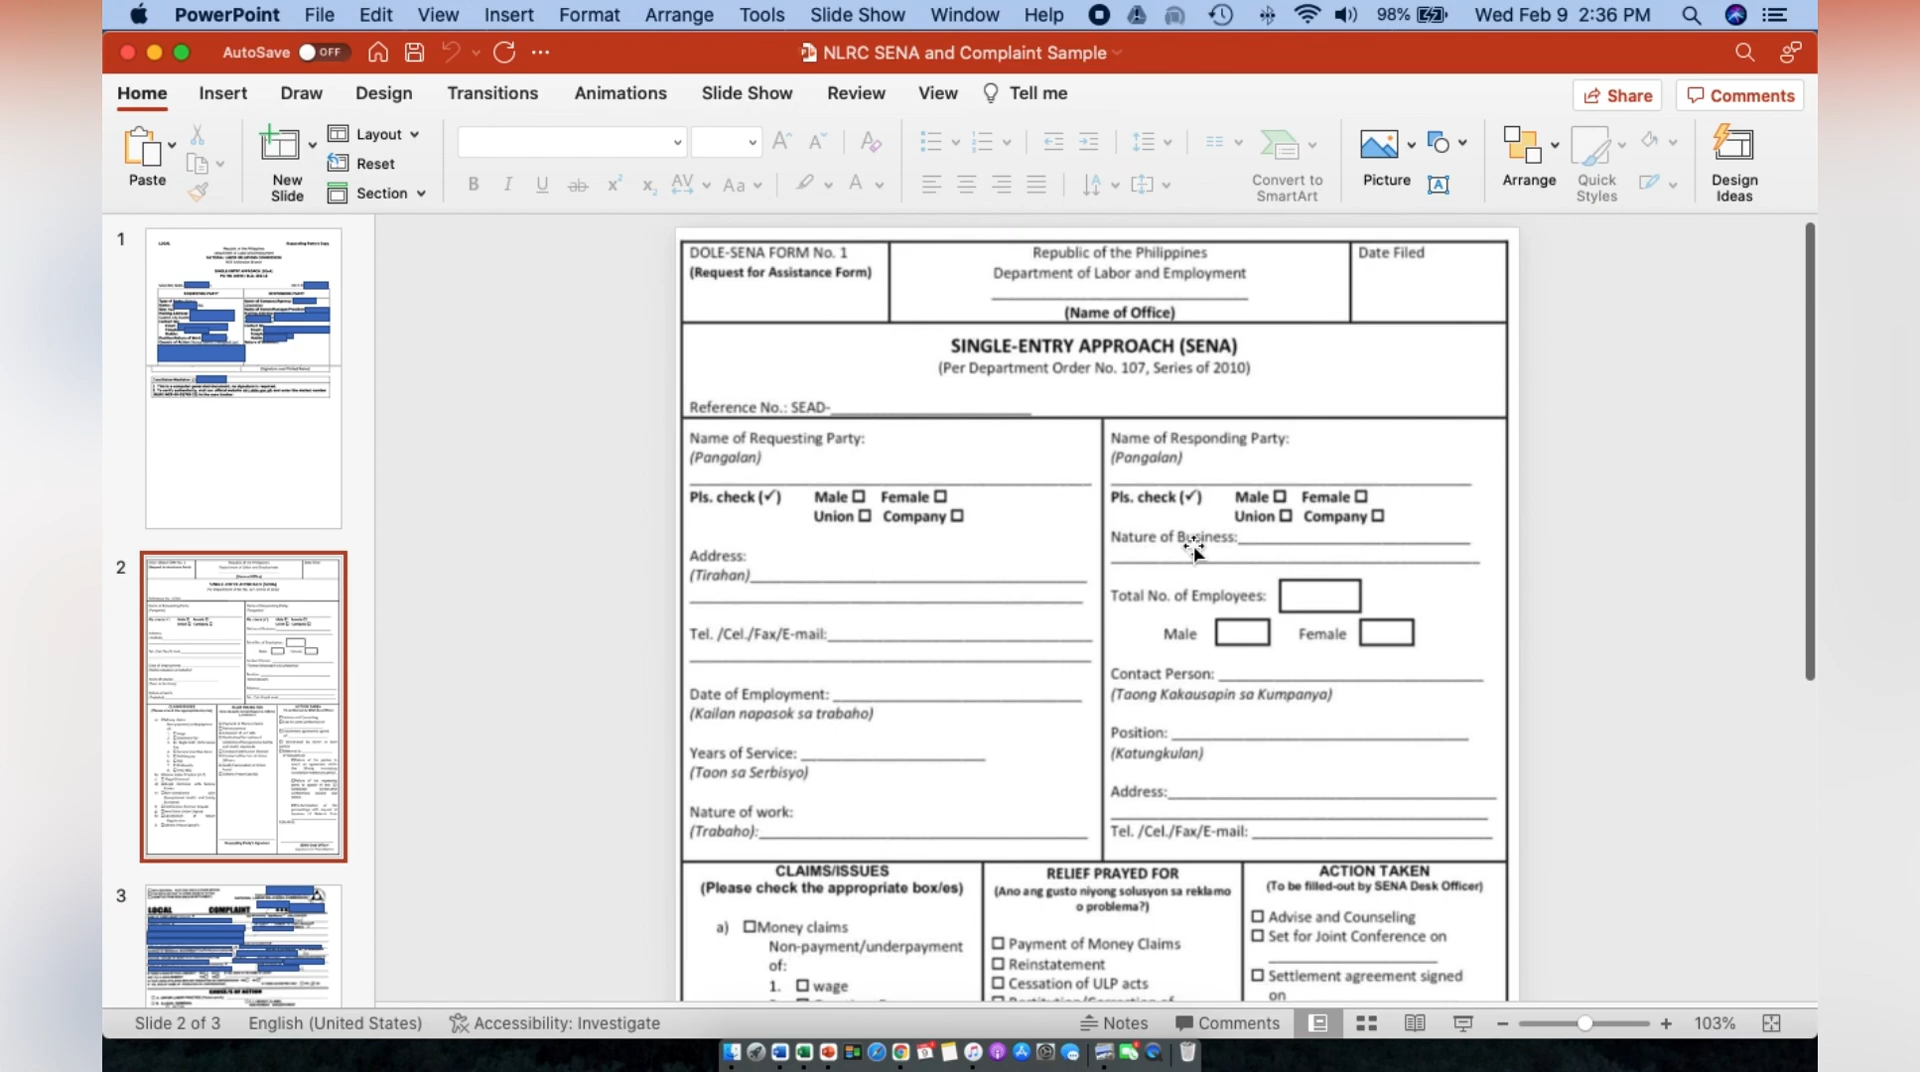 PowerPoint File Edit View Insert Format Arrange Tools Slide Show Window Help 98% Wed Feb 9 2:36 PM
AutoSave OFF NLRC SENA and Complaint Sample
Home Insert Draw Design Transitions Animations Slide Show Review View Tell me Share Comments
Paste
New Slide
Layout
Reset
Section
Convert to SmartArt
Picture
Arrange
Quick Styles
Design Ideas
1
2
3
LOCAL COMPLAINT
DOLE-SENA FORM No. 1
(Request for Assistance Form)
Republic of the Philippines
Department of Labor and Employment
(Name of Office)
Date Filed
SINGLE-ENTRY APPROACH (SENA)
(Per Department Order No. 107, Series of 2010)
Reference No.: SEAD-
Name of Requesting Party:
(Pangalan)
Pls. check (✓) Male ☐ Female ☐
Union ☐ Company ☐
Address:
(Tirahan)
Tel. /Cel./Fax/E-mail:
Date of Employment:
(Kailan napasok sa trabaho)
Years of Service:
(Taon sa Serbisyo)
Nature of work:
(Trabaho):
Name of Responding Party:
(Pangalan)
Pls. check (✓) Male ☐ Female ☐
Union ☐ Company ☐
Nature of Business:
Total No. of Employees:
Male Female
Contact Person:
(Taong Kakausapin sa Kumpanya)
Position:
(Katungkulan)
Address:
Tel. /Cel./Fax/E-mail:
CLAIMS/ISSUES
(Please check the appropriate box/es)
a) ☐Money claims
Non-payment/underpayment
of:
1. ☐ wage
RELIEF PRAYED FOR
(Ano ang gusto niyong solusyon sa reklamo
o problema?)
☐ Payment of Money Claims
☐ Reinstatement
☐ Cessation of ULP acts
ACTION TAKEN
(To be filled-out by SENA Desk Officer)
☐ Advise and Counseling
☐ Set for Joint Conference on
☐ Settlement agreement signed
on
Slide 2 of 3 English (United States) Accessibility: Investigate Notes Comments 103%